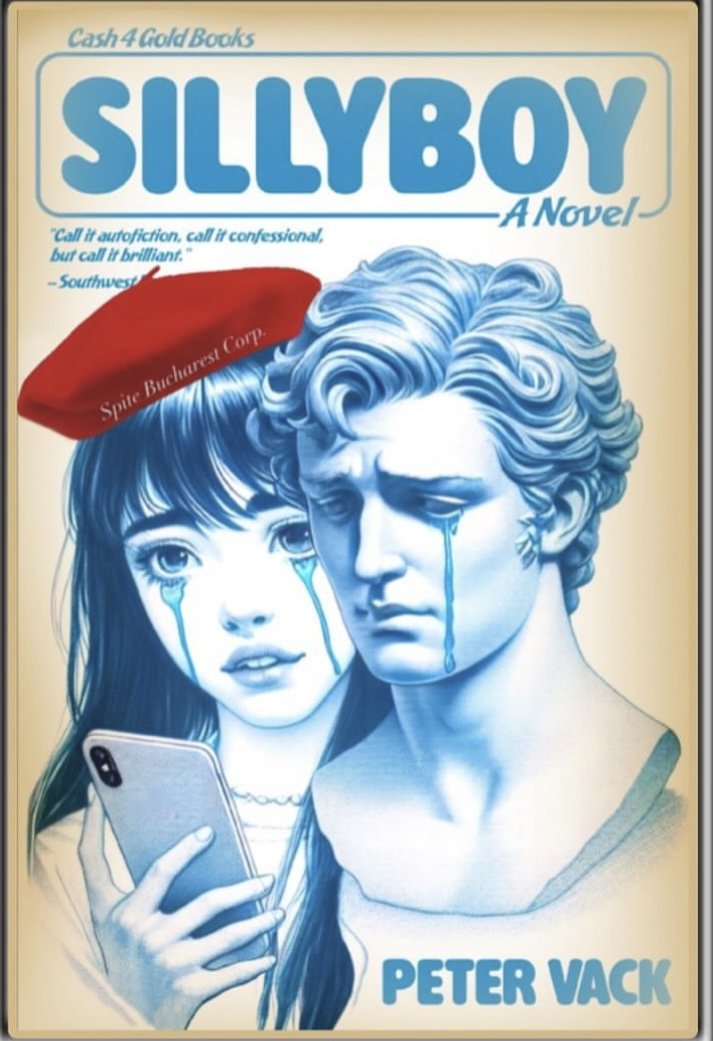 Cash 4 Gold Books
SILLYBOY
A Novel
"Call it autofiction, call it confessional,
but call it brilliant."
– Southwest
Spite Bucharest Corp.
PETER VACK